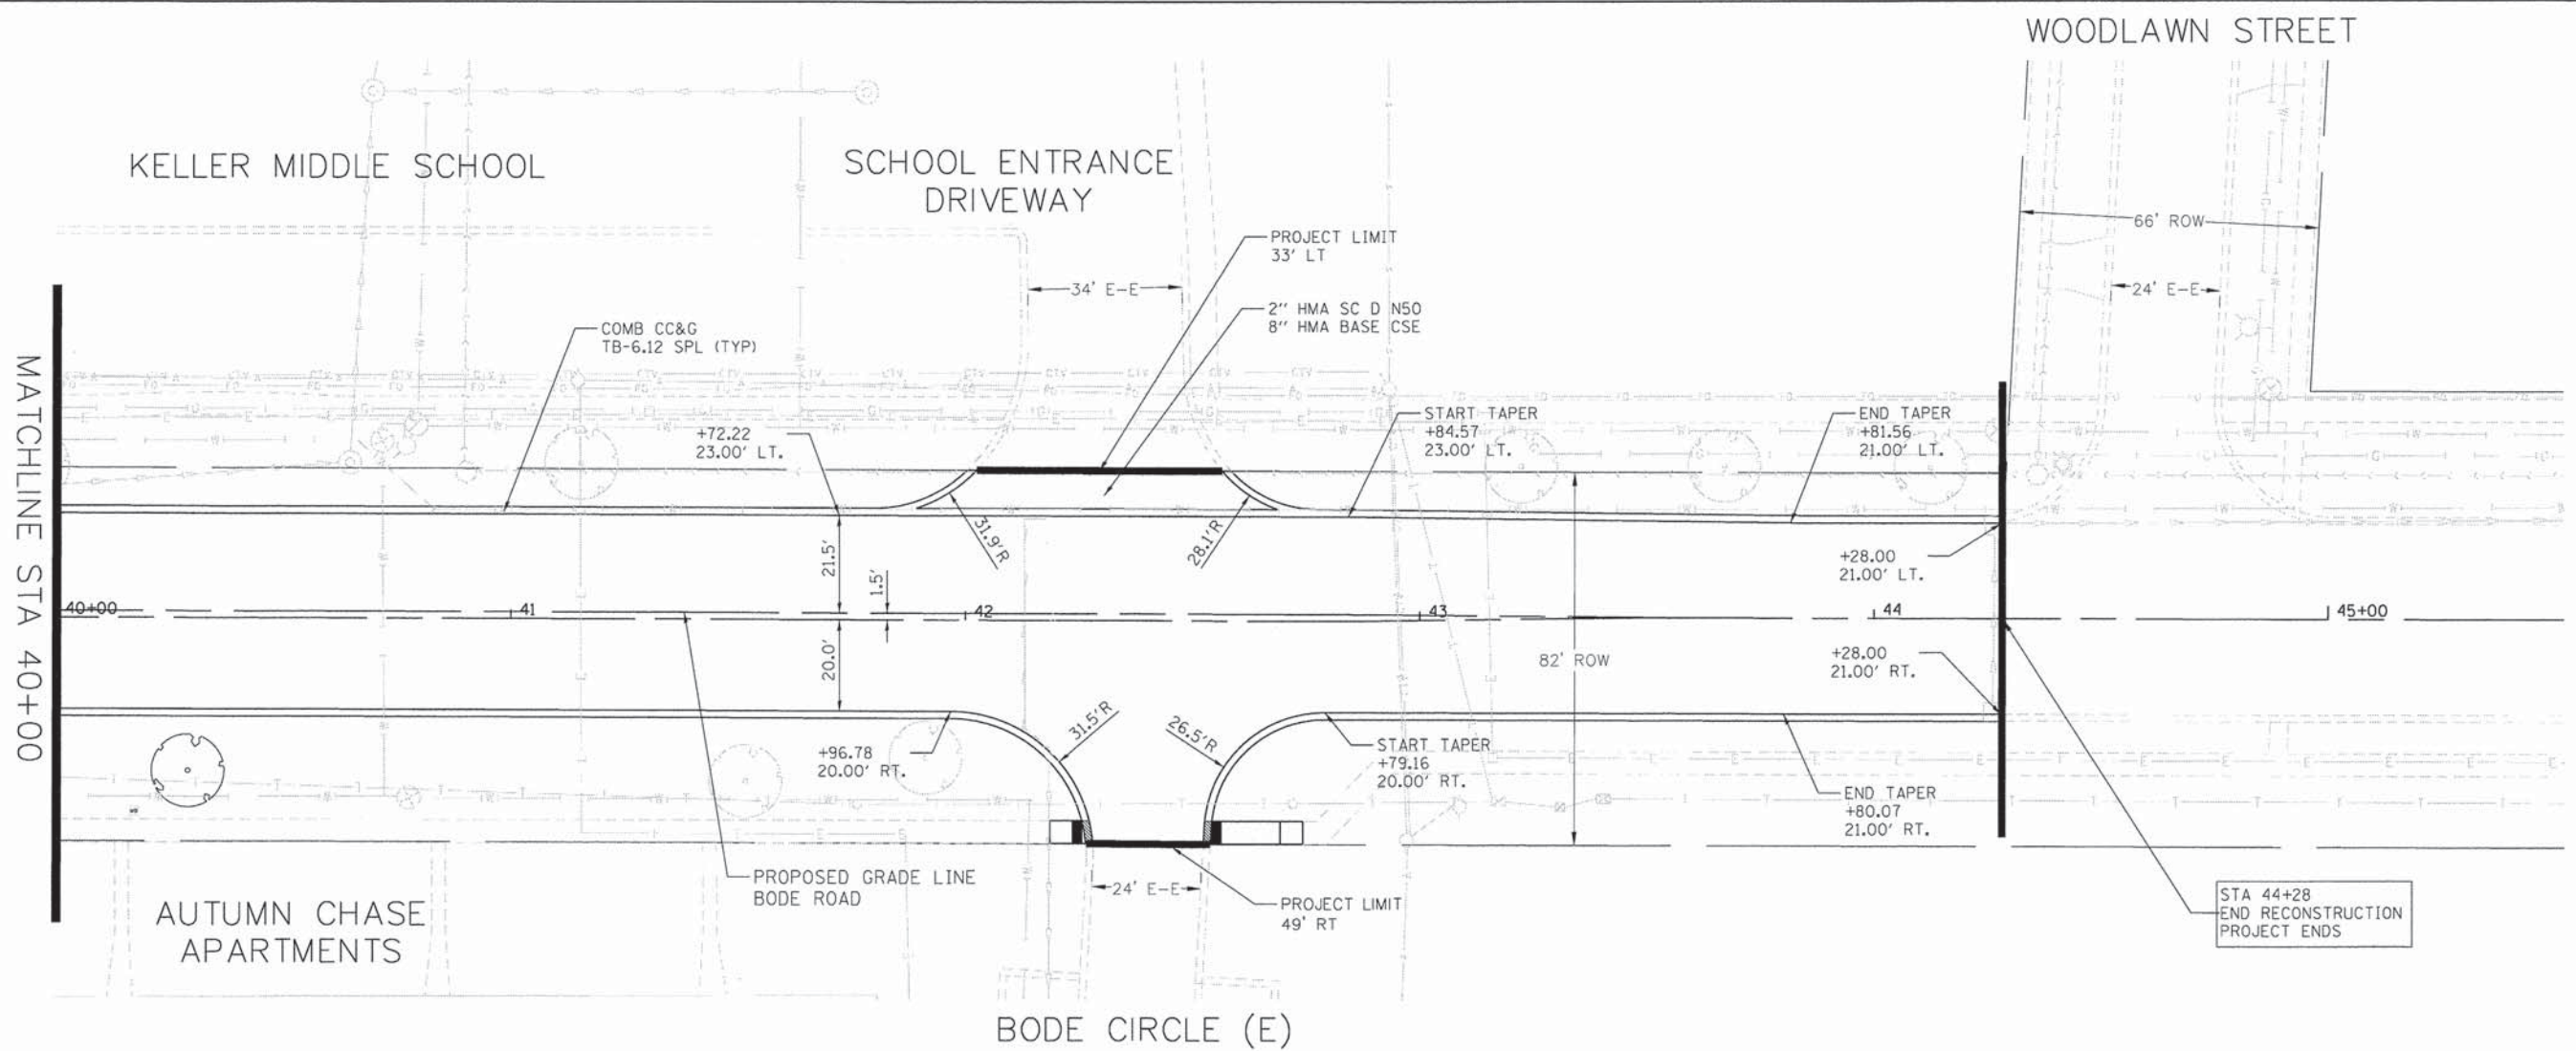 WOODLAWN STREET
KELLER MIDDLE SCHOOL
SCHOOL ENTRANCE
DRIVEWAY
66' ROW
PROJECT LIMIT
33' LT
34' E-E
24' E-E
2" HMA SC D N50
8" HMA BASE CSE
COMB CC&G
TB-6.12 SPL (TYP)
MATCHLINE STA 40+00
+72.22
23.00' LT.
START TAPER
+84.57
23.00' LT.
END TAPER
+81.56
21.00' LT.
31.9'R
28.1'R
21.5'
1.5'
+28.00
21.00' LT.
40+00
41
42
43
44
45+00
20.0'
82' ROW
+28.00
21.00' RT.
31.5'R
26.5'R
+96.78
20.00' RT.
START TAPER
+79.16
20.00' RT.
END TAPER
+80.07
21.00' RT.
PROPOSED GRADE LINE
BODE ROAD
24' E-E
PROJECT LIMIT
49' RT
AUTUMN CHASE
APARTMENTS
STA 44+28
END RECONSTRUCTION
PROJECT ENDS
BODE CIRCLE (E)